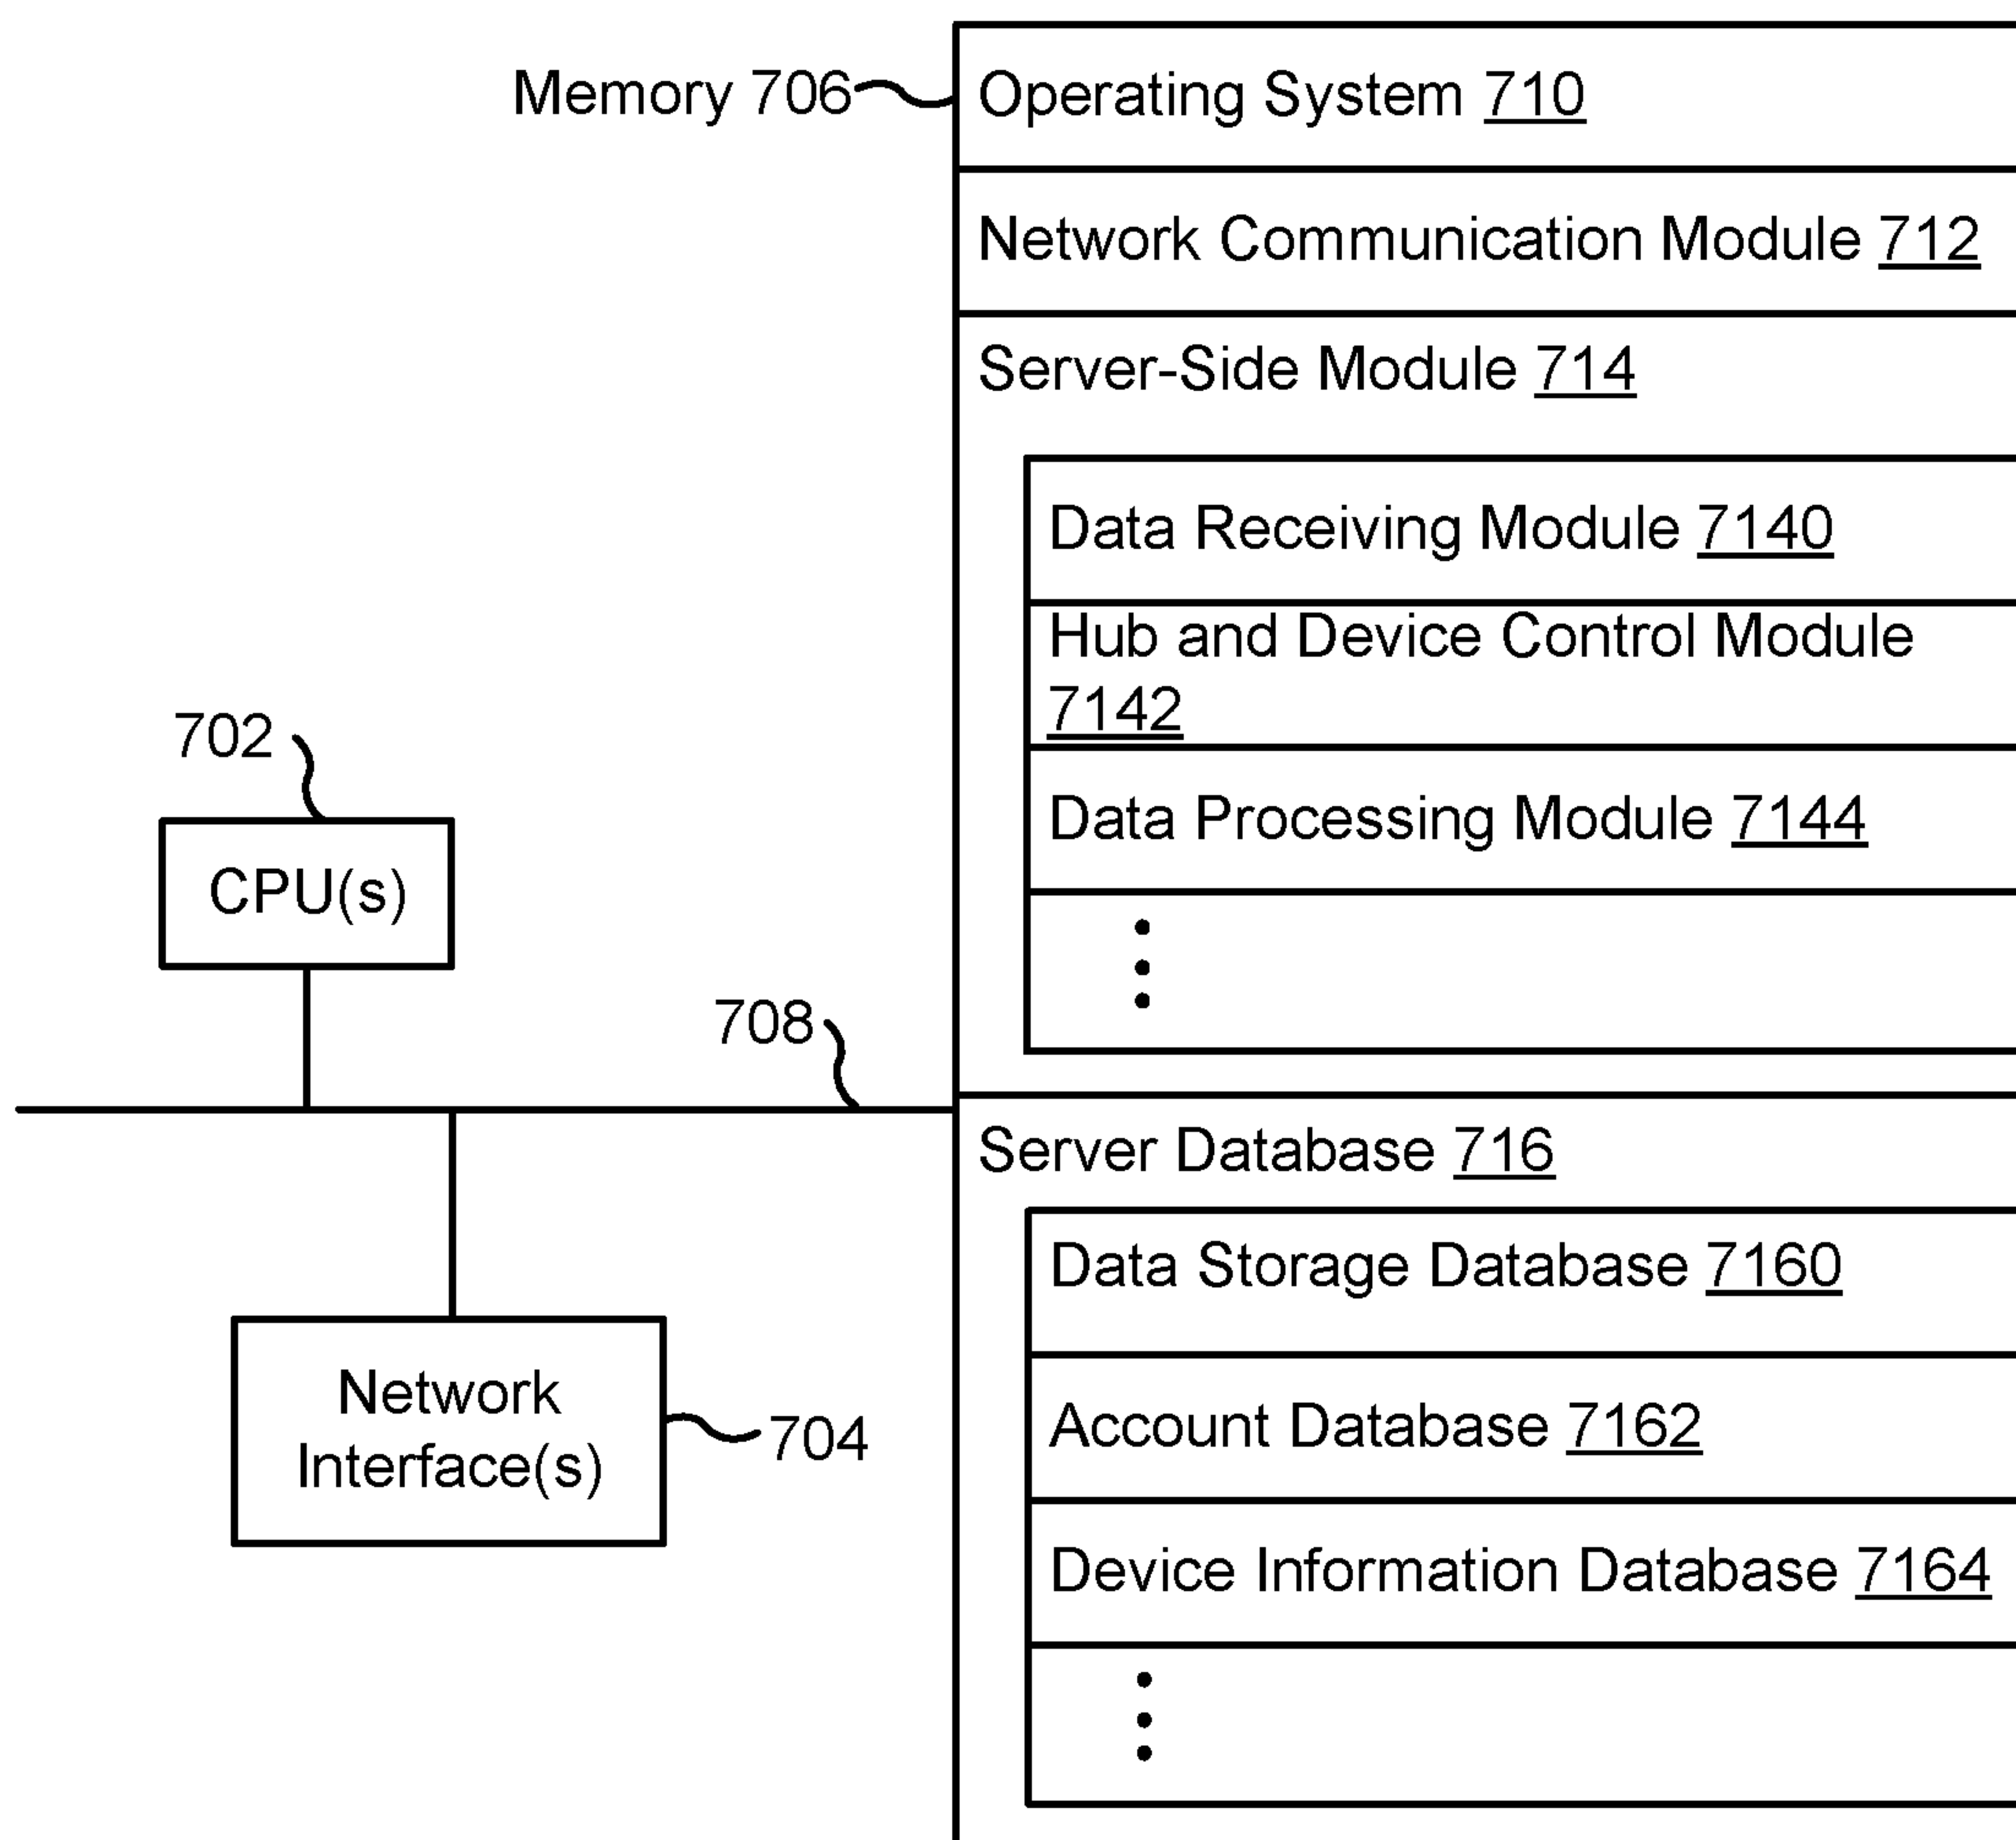 Memory 706
Operating System 710
Network Communication Module 712
Server-Side Module 714
Data Receiving Module 7140
Hub and Device Control Module
7142
Data Processing Module 7144
702
CPU(s)
708
Network
Interface(s)
704
Server Database 716
Data Storage Database 7160
Account Database 7162
Device Information Database 7164